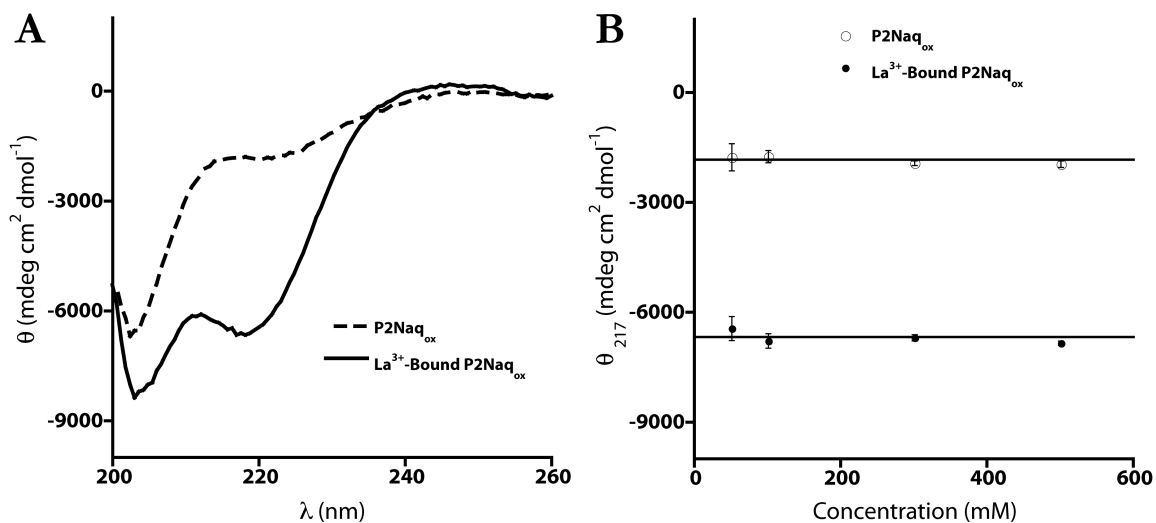 A
0
-3000
-6000
-9000
θ (mdeg cm² dmol⁻¹)
P2Naqₒₓ
La³⁺-Bound P2Naqₒₓ
200 220 240 260
λ (nm)
B
P2Naqₒₓ
La³⁺-Bound P2Naqₒₓ
0
-3000
-6000
-9000
θ ₂₁₇ (mdeg cm² dmol⁻¹)
0 200 400 600
Concentration (mM)